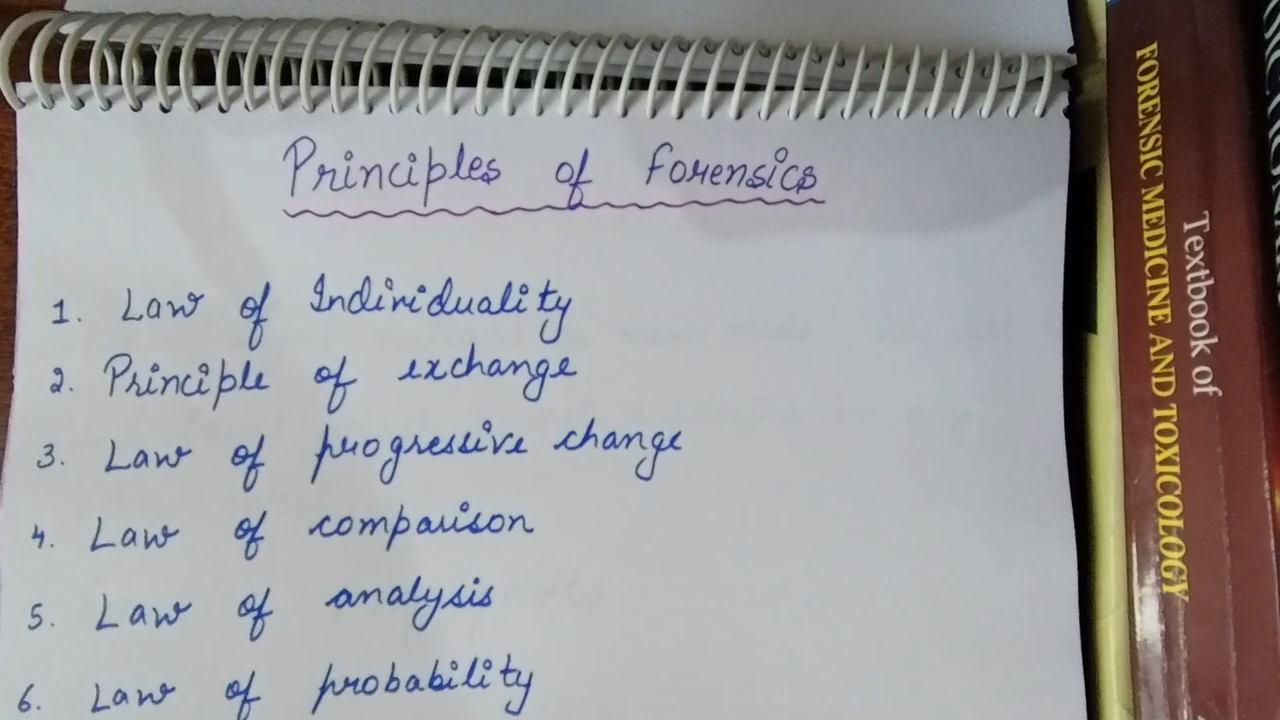 Principles of Forensics
1. Law of Individuality
2. Principle of exchange
3. Law of progressive change
4. Law of comparison
5. Law of analysis
6. Law of probability
Textbook of
FORENSIC MEDICINE AND TOXICOLOGY